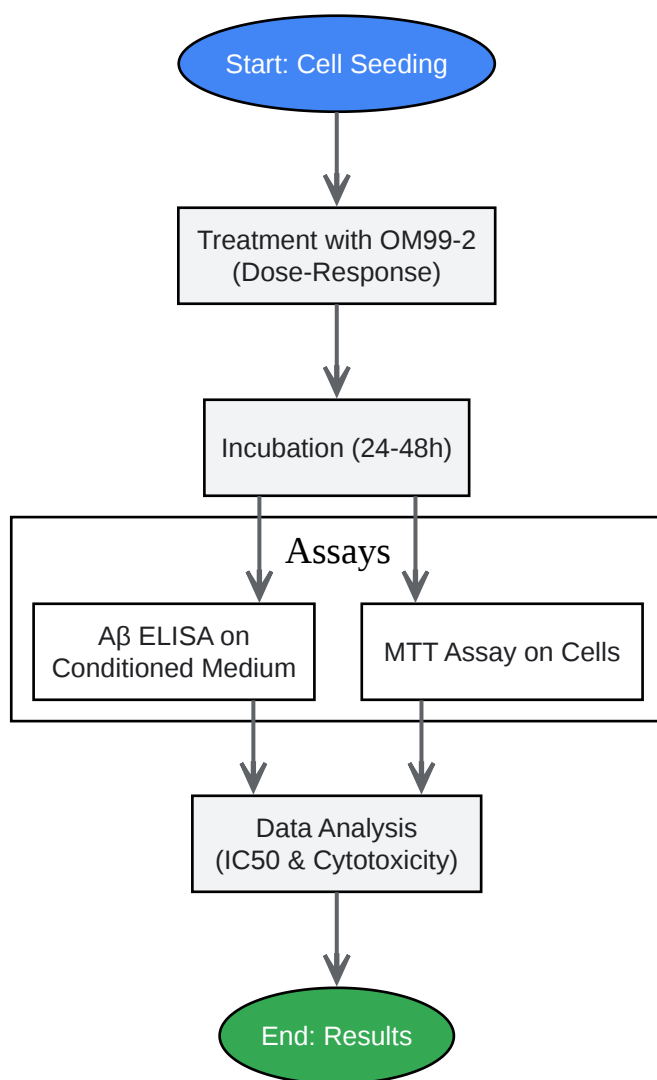 Start: Cell Seeding
Treatment with OM99-2
(Dose-Response)
Incubation (24-48h)
Assays
Aβ ELISA on
Conditioned Medium
MTT Assay on Cells
Data Analysis
(IC50 & Cytotoxicity)
End: Results